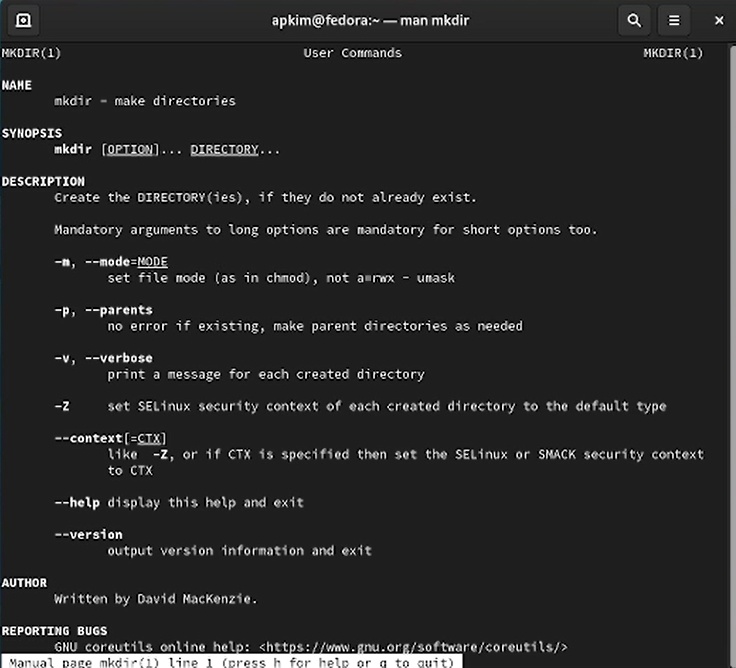 apkim@fedora:~ — man mkdir
MKDIR(1) User Commands MKDIR(1)
NAME
mkdir - make directories
SYNOPSIS
mkdir [OPTION]... DIRECTORY...
DESCRIPTION
Create the DIRECTORY(ies), if they do not already exist.
Mandatory arguments to long options are mandatory for short options too.
-m, --mode=MODE
set file mode (as in chmod), not a=rwx - umask
-p, --parents
no error if existing, make parent directories as needed
-v, --verbose
print a message for each created directory
-Z set SELinux security context of each created directory to the default type
--context[=CTX]
like -Z, or if CTX is specified then set the SELinux or SMACK security context
to CTX
--help display this help and exit
--version
output version information and exit
AUTHOR
Written by David MacKenzie.
REPORTING BUGS
GNU coreutils online help: <https://www.gnu.org/software/coreutils/>
Manual page mkdir(1) line 1 (press h for help or q to quit)